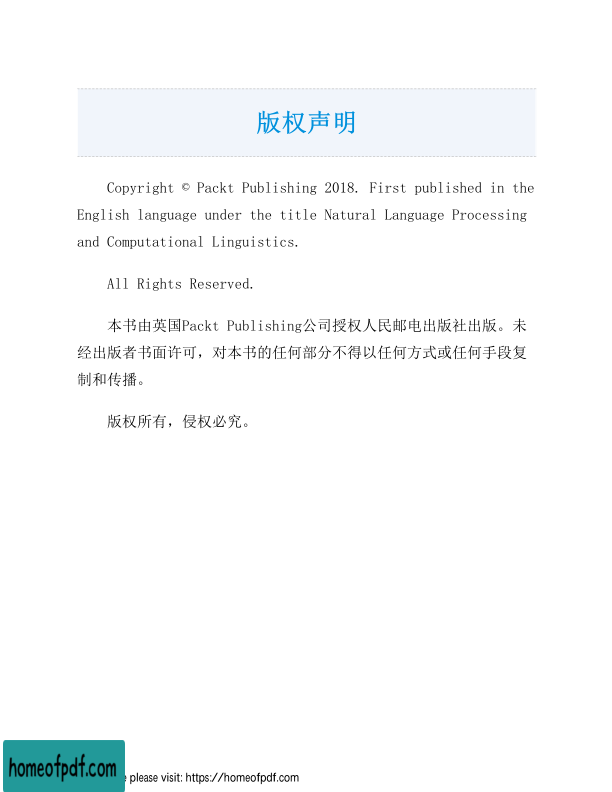 版权声明
Copyright © Packt Publishing 2018. First published in the
English language under the title Natural Language Processing
and Computational Linguistics.
All Rights Reserved.
本书由英国Packt Publishing公司授权人民邮电出版社出版。未
经出版者书面许可，对本书的任何部分不得以任何方式或任何手段复
制和传播。
版权所有，侵权必究。
homeofpdf.com
please visit: https://homeofpdf.com